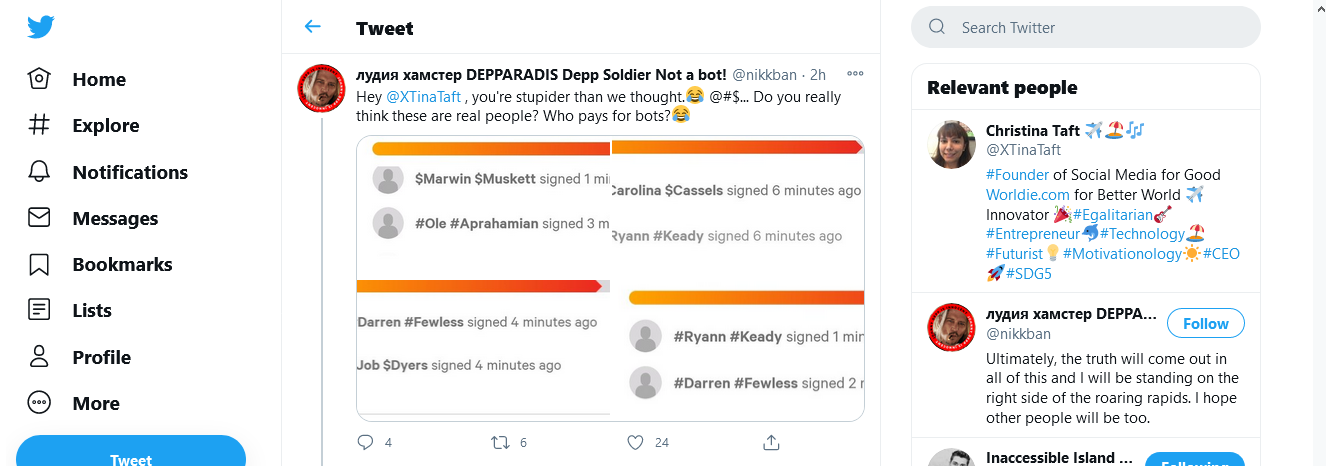 Home
Explore
Notifications
Messages
Bookmarks
Lists
Profile
More
Tweet
Tweet
лудия хамстер DEPPARADIS Depp Soldier Not a bot! @nikkban · 2h
Hey @XTinaTaft , you're stupider than we thought.😂 @#$... Do you really
think these are real people? Who pays for bots?😂
$Marwin $Muskett signed 1 mi
#Ole #Aprahamian signed 3 m
Carolina $Cassels signed 6 minutes ago
Ryann #Keady signed 6 minutes ago
Darren #Fewless signed 4 minutes ago
Job $Dyers signed 4 minutes ago
#Ryann #Keady signed 1 min
#Darren #Fewless signed 2
4 6 24
Search Twitter
Relevant people
Christina Taft ✈️🏖️🎶
@XTinaTaft
#Founder of Social Media for Good
Worldie.com for Better World ✈️
Innovator 🎉#Egalitarian🎸
#Entrepreneur🐬#Technology🏖️
#Futurist💡#Motivationology☀️#CEO
🚀#SDG5
лудия хамстер DEPPA...
@nikkban
Follow
Ultimately, the truth will come out in
all of this and I will be standing on the
right side of the roaring rapids. I hope
other people will be too.
Inaccessible Island ...
Following